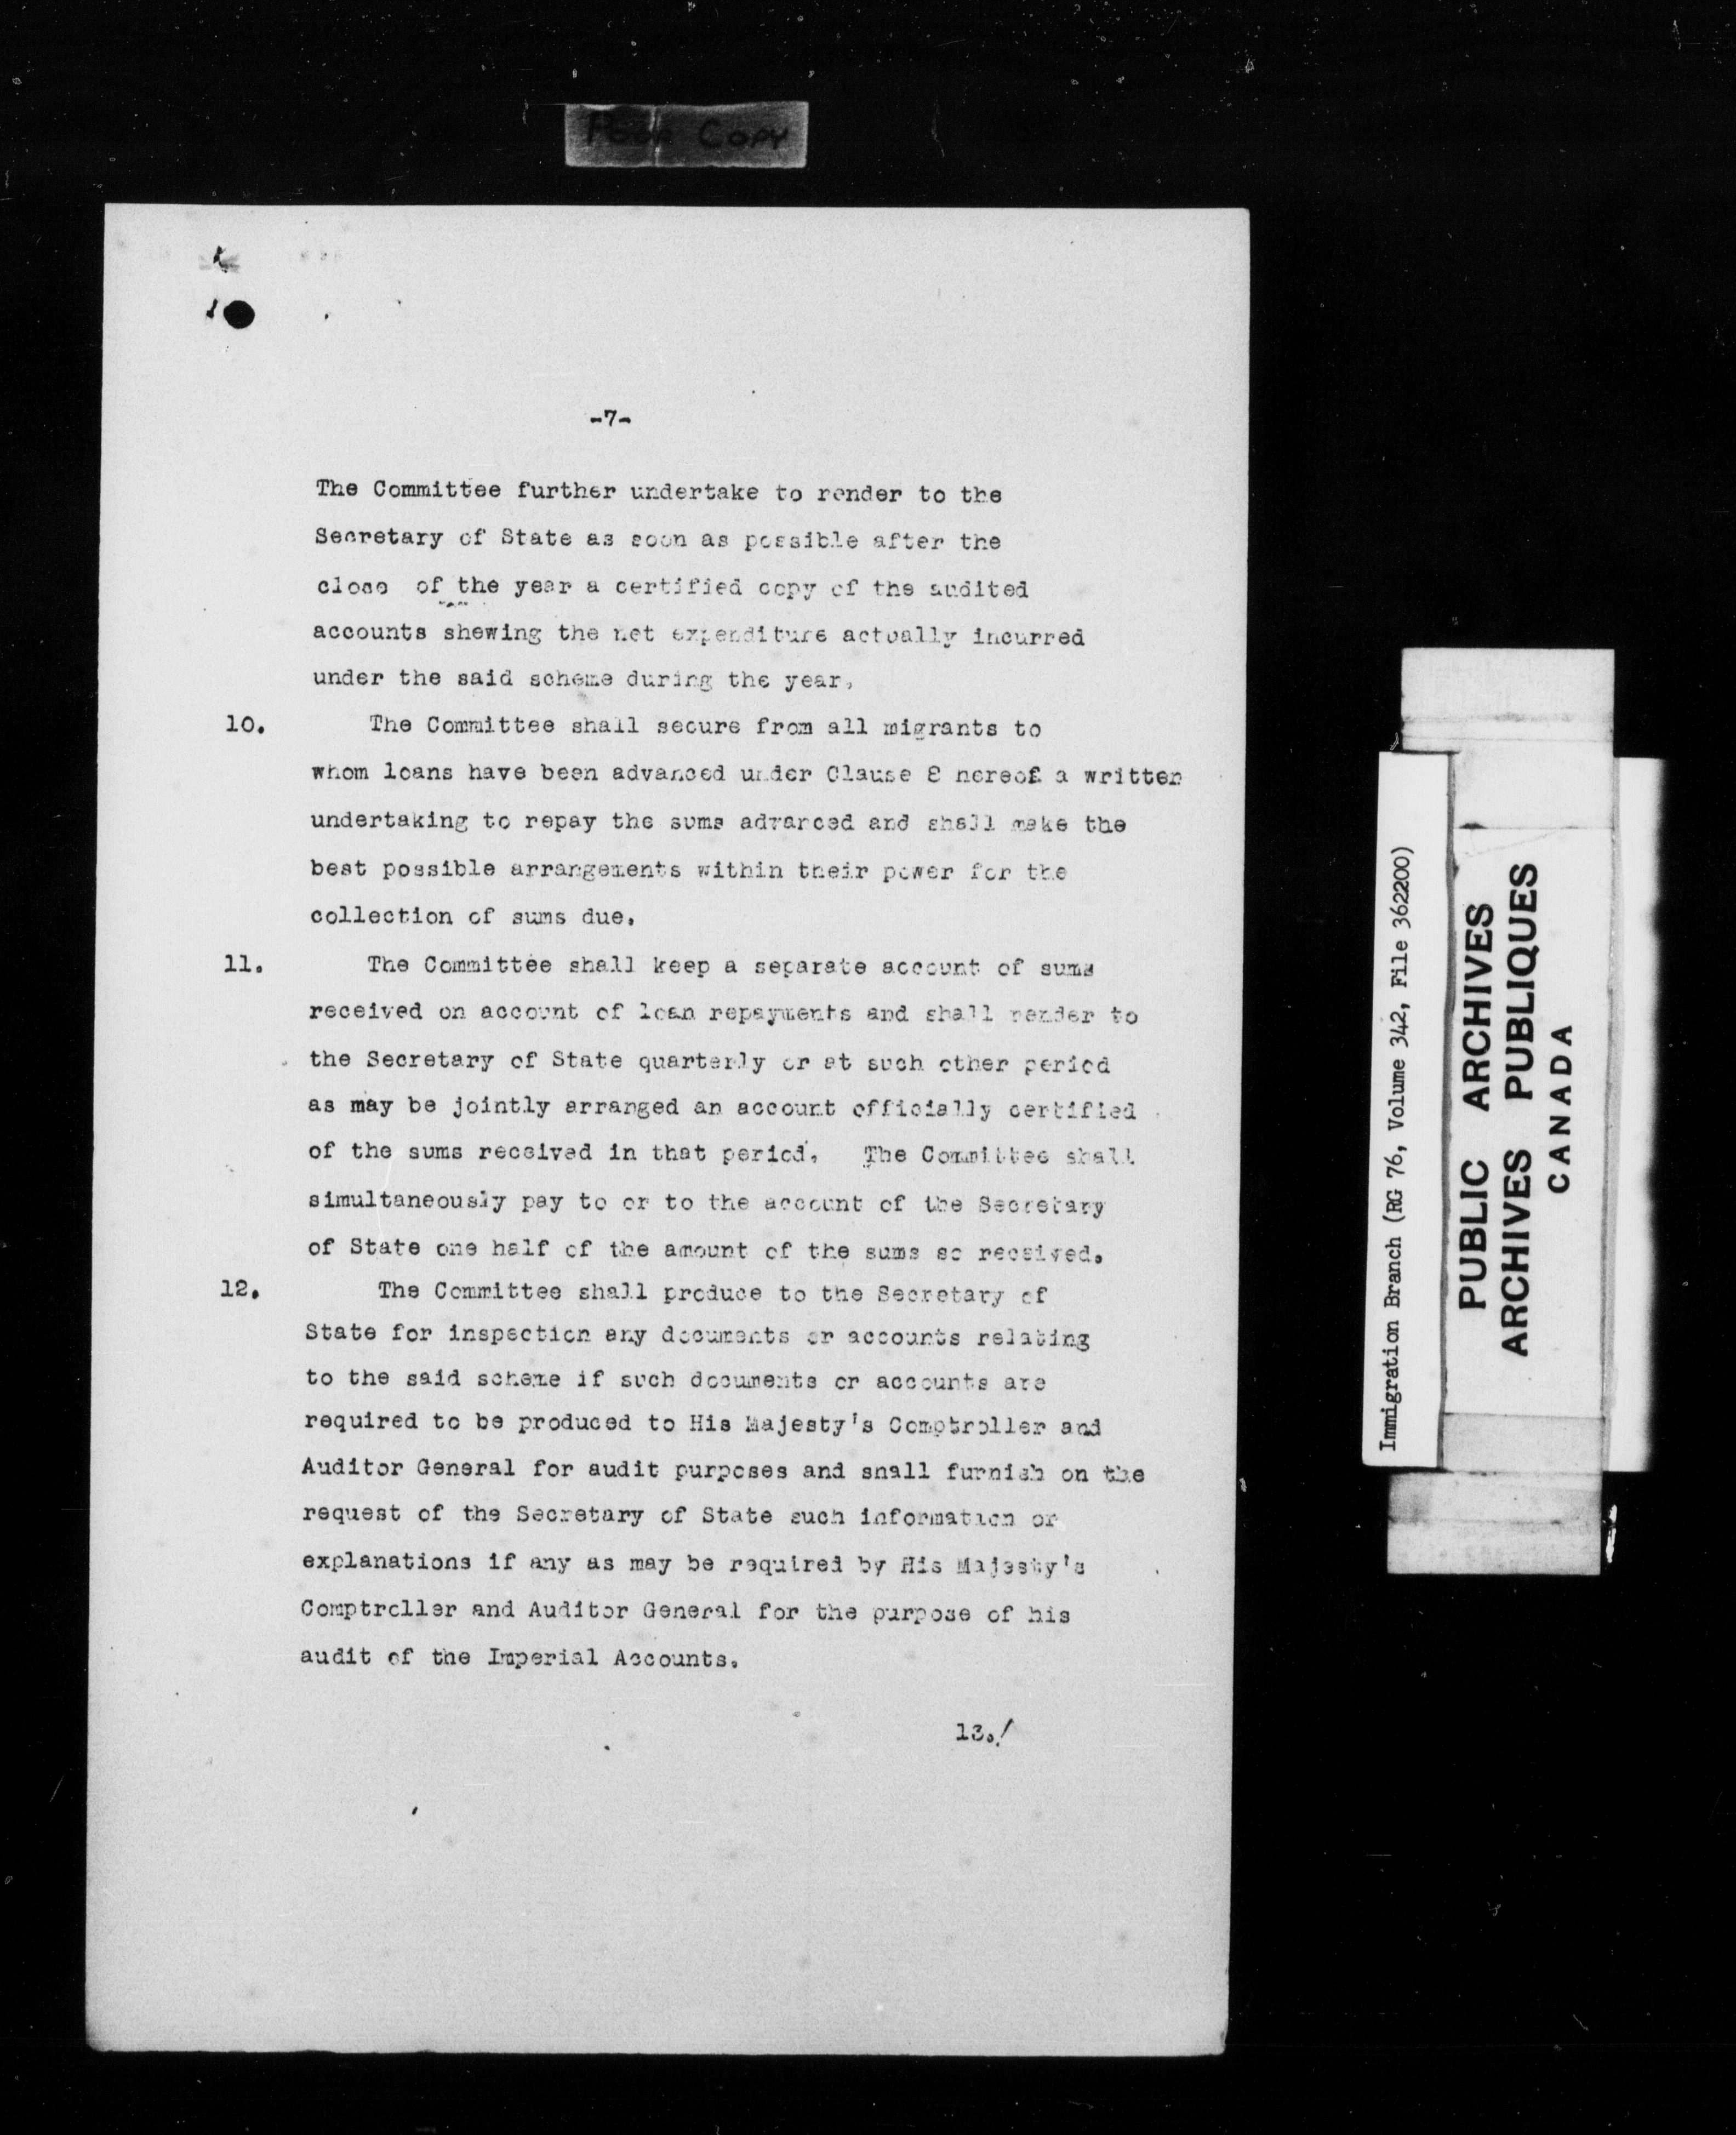 Poor Copy
-7-
The Committee further undertake to render to the
Secretary of State as soon as possible after the
close of the year a certified copy of the audited
accounts shewing the net expenditure actually incurred
under the said scheme during the year.
10. The Committee shall secure from all migrants to
whom loans have been advanced under Clause 8 hereof a written
undertaking to repay the sums advanced and shall make the
best possible arrangements within their power for the
collection of sums due.
11. The Committee shall keep a separate account of sums
received on account of loan repayments and shall render to
the Secretary of State quarterly or at such other period
as may be jointly arranged an account officially certified
of the sums received in that period. The Committee shall
simultaneously pay to or to the account of the Secretary
of State one half of the amount of the sums so received.
12. The Committee shall produce to the Secretary of
State for inspection any documents or accounts relating
to the said scheme if such documents or accounts are
required to be produced to His Majesty's Comptroller and
Auditor General for audit purposes and shall furnish on the
request of the Secretary of State such information or
explanations if any as may be required by His Majesty's
Comptroller and Auditor General for the purpose of his
audit of the Imperial Accounts.
13./
Immigration Branch (RG 76, Volume 342, File 362200)
PUBLIC ARCHIVES
ARCHIVES PUBLIQUES
CANADA